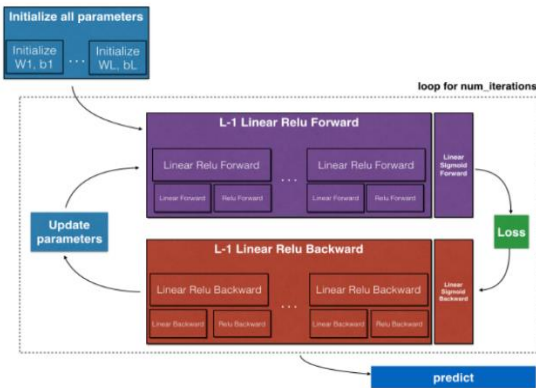 Initialize all parameters
Initialize
W1, b1
...
Initialize
WL, bL
loop for num_iterations
L-1 Linear Relu Forward
Linear Relu Forward
...
Linear Relu Forward
Linear Forward
Relu Forward
Linear Forward
Relu Forward
Linear
Sigmoid
Forward
Update
parameters
Loss
L-1 Linear Relu Backward
Linear Relu Backward
...
Linear Relu Backward
Linear Backward
Relu Backward
Linear Backward
Relu Backward
Linear
Sigmoid
Backward
predict